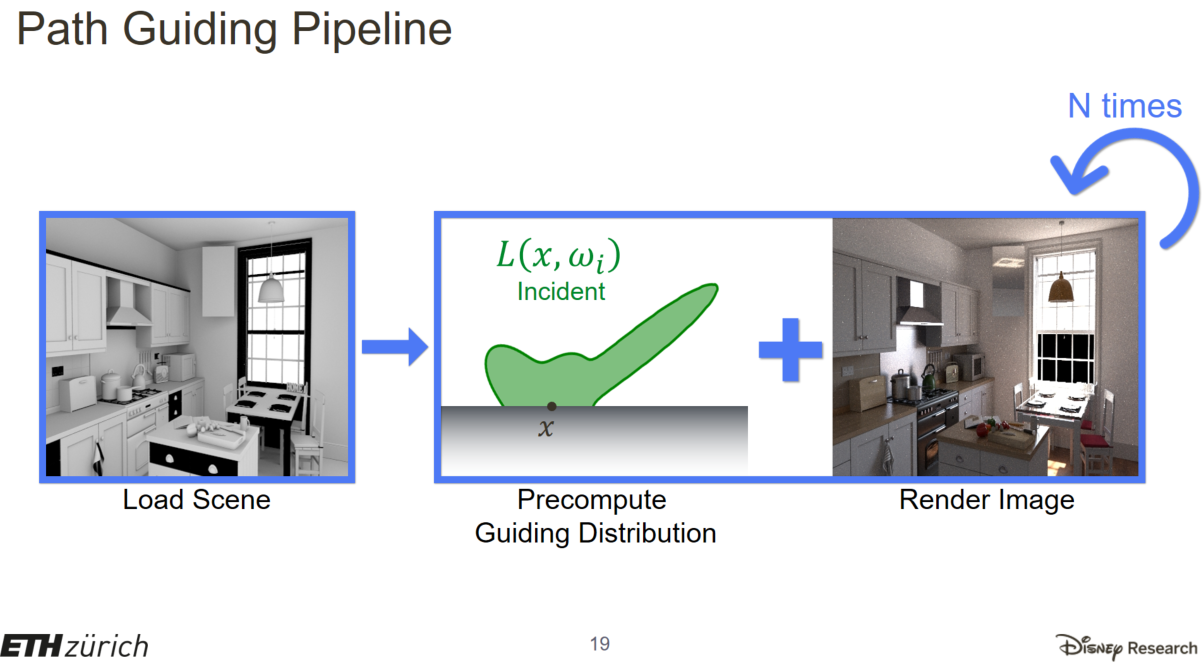 Path Guiding Pipeline
N times
L(x, ωᵢ)
Incident
x
Load Scene
Precompute
Guiding Distribution
Render Image
ETH zürich
19
Disney Research